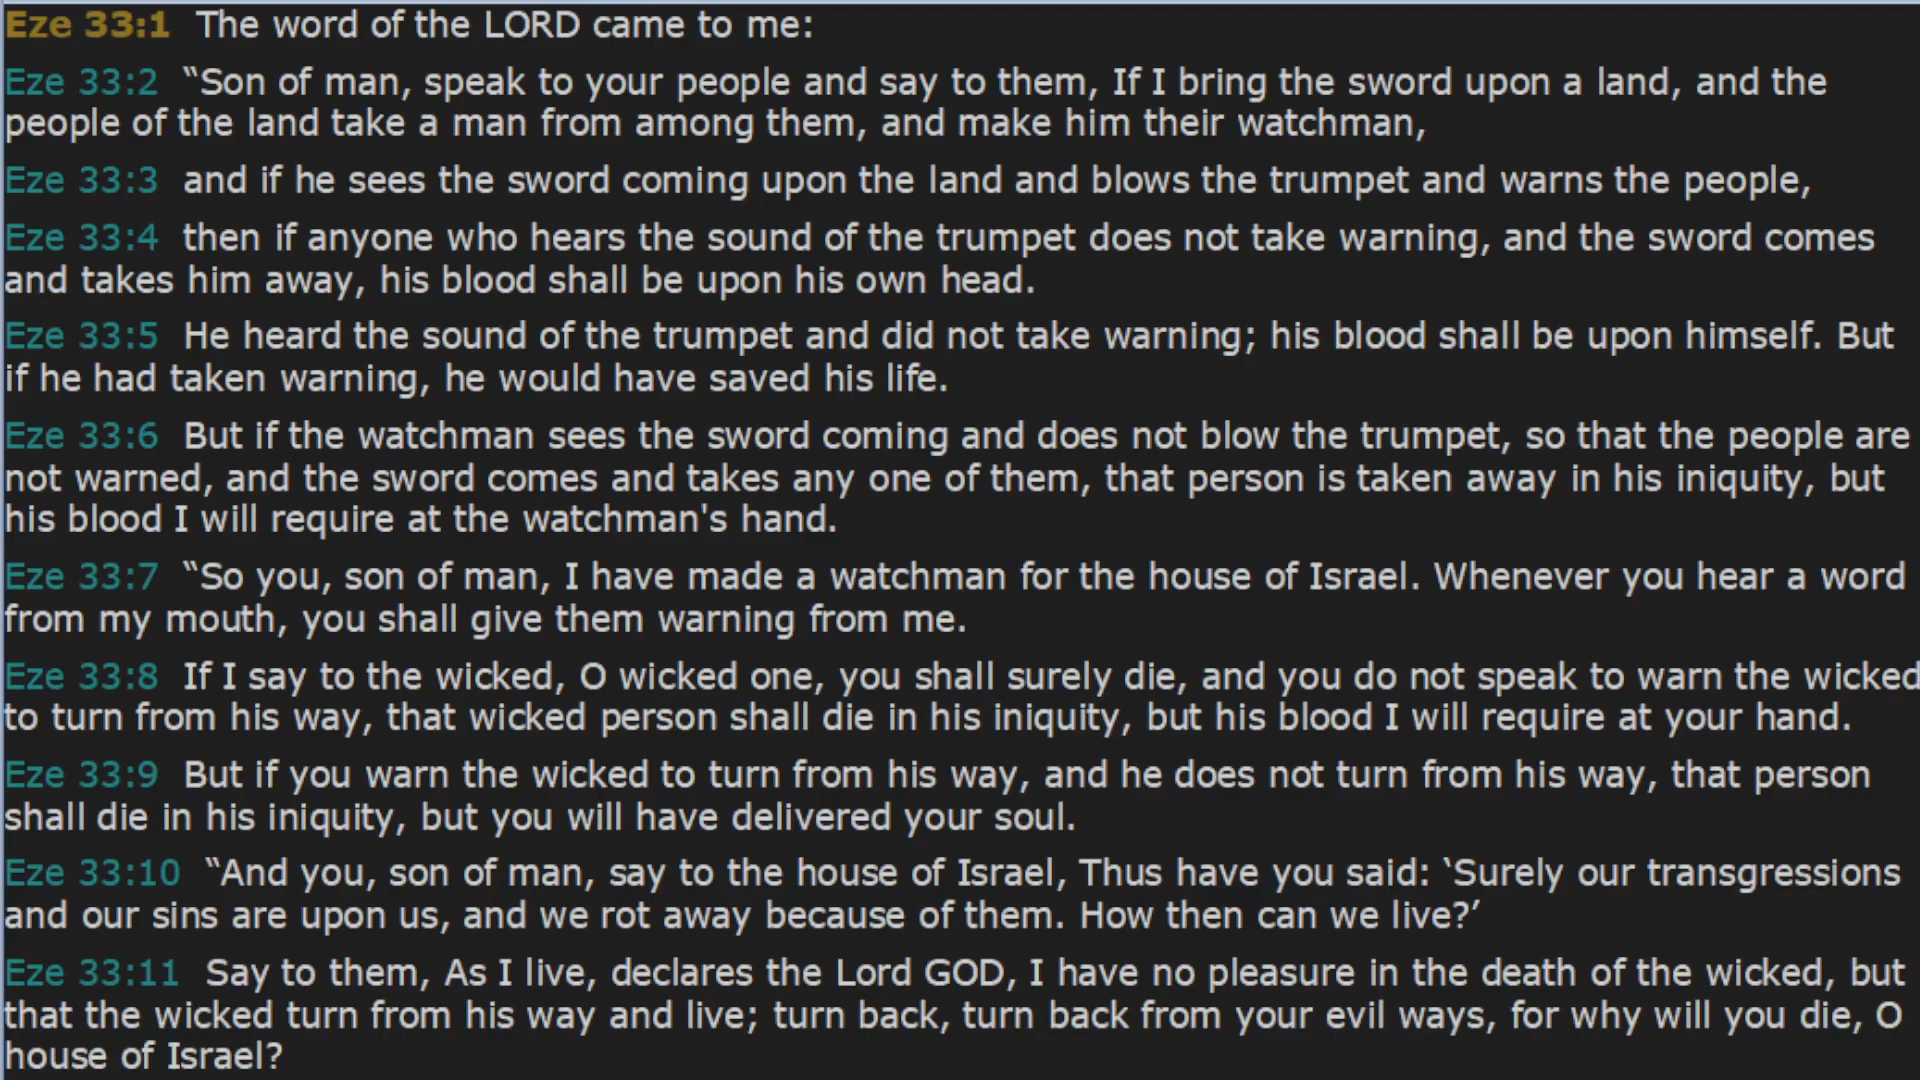 Eze 33:1 The word of the LORD came to me:
Eze 33:2 “Son of man, speak to your people and say to them, If I bring the sword upon a land, and the
people of the land take a man from among them, and make him their watchman,
Eze 33:3 and if he sees the sword coming upon the land and blows the trumpet and warns the people,
Eze 33:4 then if anyone who hears the sound of the trumpet does not take warning, and the sword comes
and takes him away, his blood shall be upon his own head.
Eze 33:5 He heard the sound of the trumpet and did not take warning; his blood shall be upon himself. But
if he had taken warning, he would have saved his life.
Eze 33:6 But if the watchman sees the sword coming and does not blow the trumpet, so that the people are
not warned, and the sword comes and takes any one of them, that person is taken away in his iniquity, but
his blood I will require at the watchman's hand.
Eze 33:7 “So you, son of man, I have made a watchman for the house of Israel. Whenever you hear a word
from my mouth, you shall give them warning from me.
Eze 33:8 If I say to the wicked, O wicked one, you shall surely die, and you do not speak to warn the wicked
to turn from his way, that wicked person shall die in his iniquity, but his blood I will require at your hand.
Eze 33:9 But if you warn the wicked to turn from his way, and he does not turn from his way, that person
shall die in his iniquity, but you will have delivered your soul.
Eze 33:10 “And you, son of man, say to the house of Israel, Thus have you said: ‘Surely our transgressions
and our sins are upon us, and we rot away because of them. How then can we live?’
Eze 33:11 Say to them, As I live, declares the Lord GOD, I have no pleasure in the death of the wicked, but
that the wicked turn from his way and live; turn back, turn back from your evil ways, for why will you die, O
house of Israel?